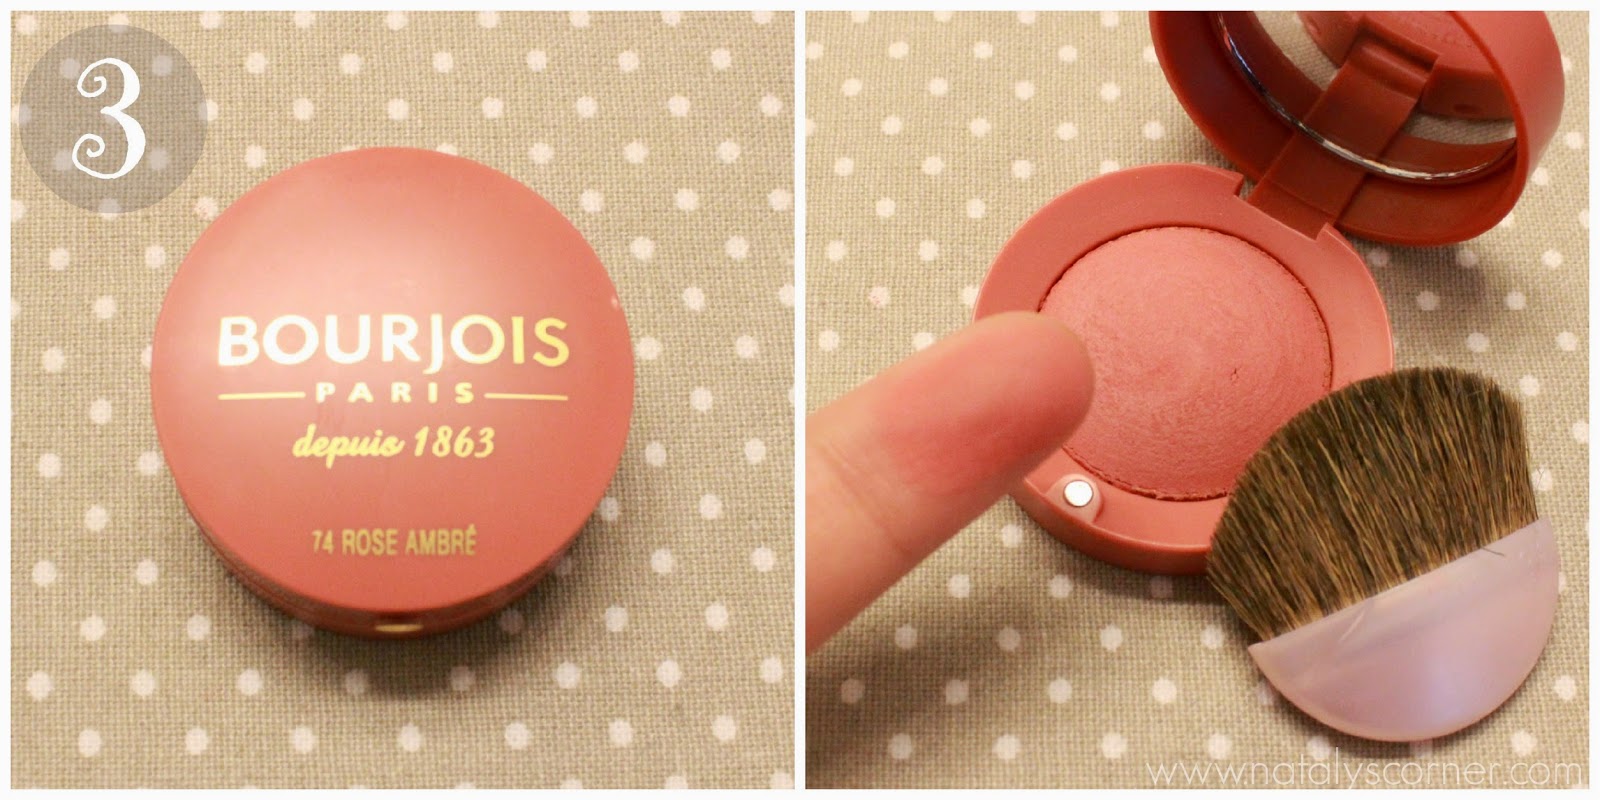 3
BOURJOIS
PARIS
depuis 1863
74 ROSE AMBRÉ
www.natalyscorner.com